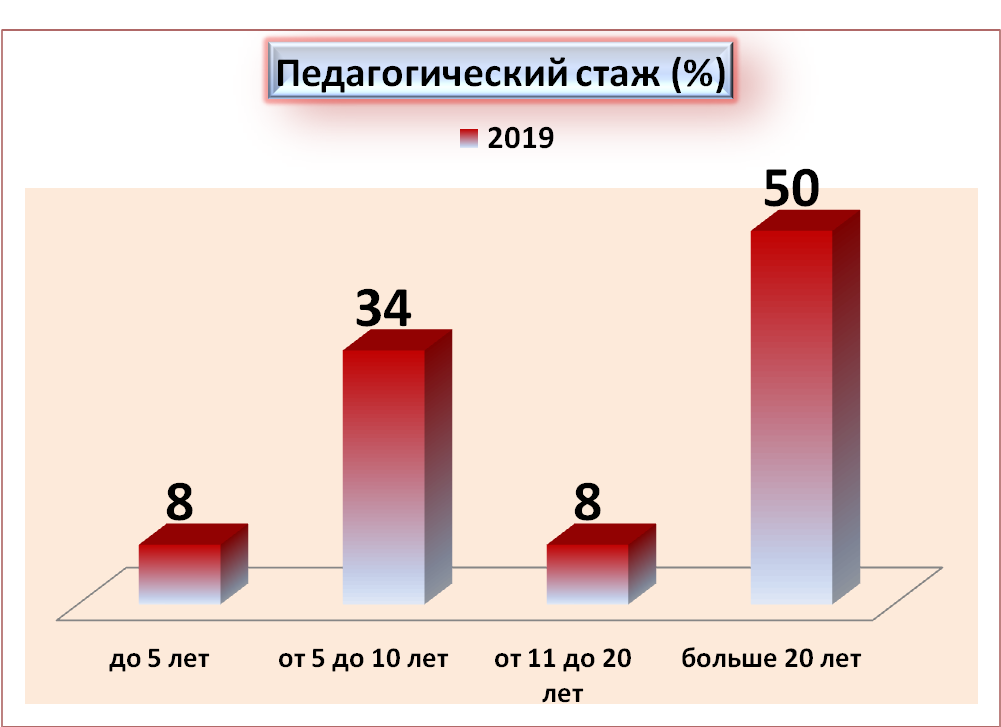 Педагогический стаж (%)
2019
50
34
8
8
до 5 лет
от 5 до 10 лет
от 11 до 20
лет
больше 20 лет